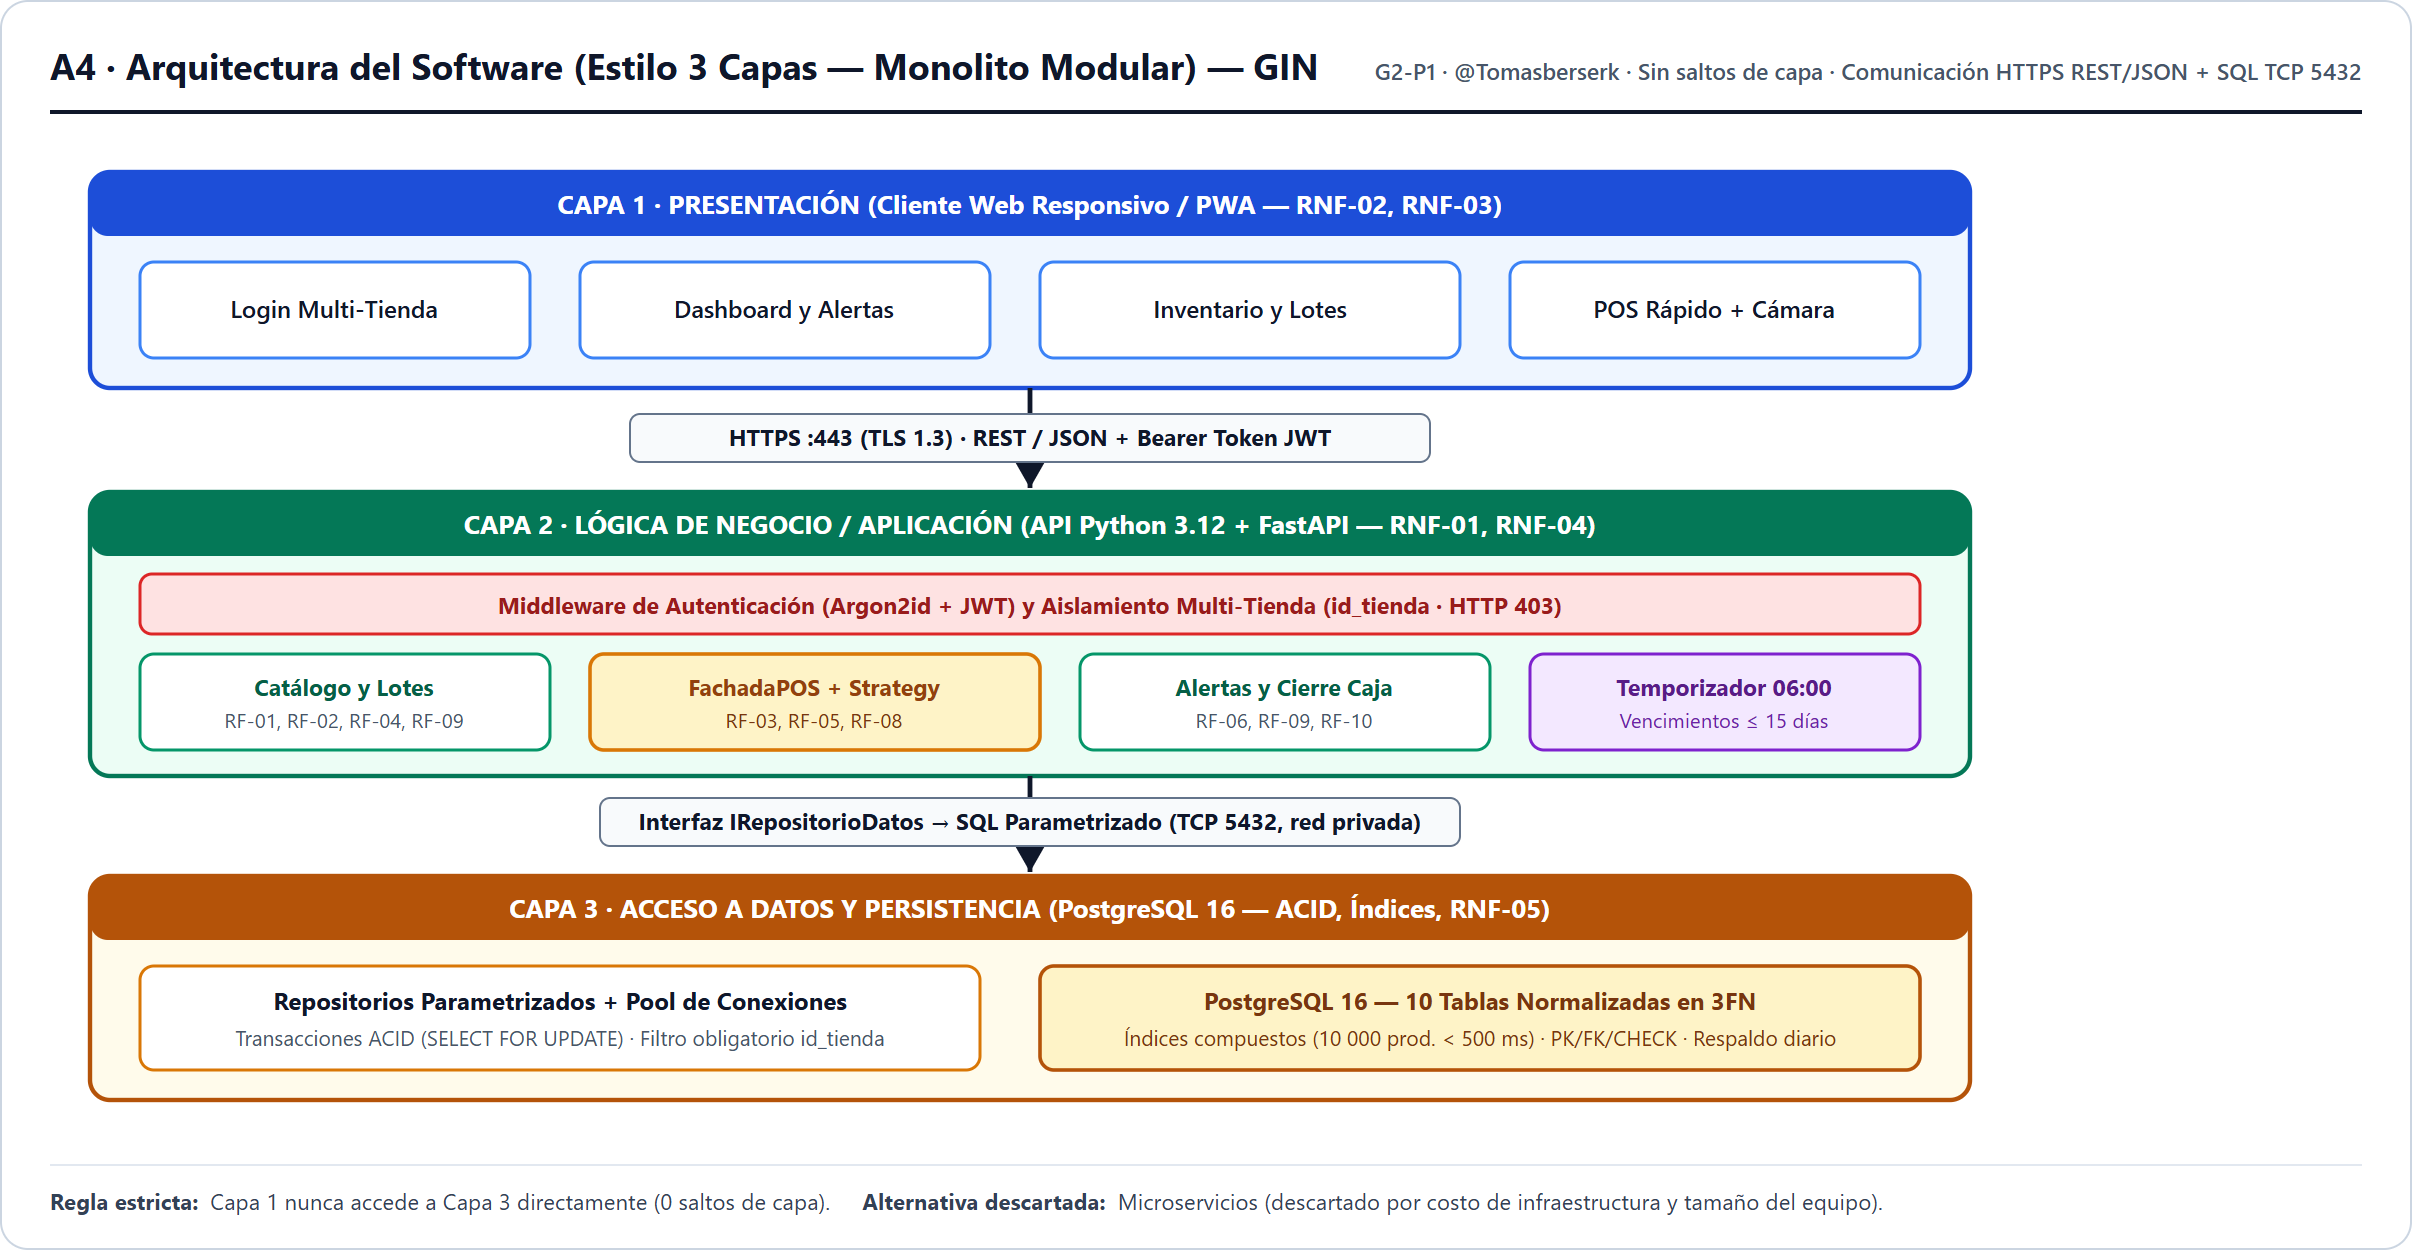 A4 · Arquitectura del Software (Estilo 3 Capas — Monolito Modular) — GIN
G2-P1 · @Tomasberserk · Sin saltos de capa · Comunicación HTTPS REST/JSON + SQL TCP 5432
CAPA 1 · PRESENTACIÓN (Cliente Web Responsivo / PWA — RNF-02, RNF-03)
Login Multi-Tienda
Dashboard y Alertas
Inventario y Lotes
POS Rápido + Cámara
HTTPS :443 (TLS 1.3) · REST / JSON + Bearer Token JWT
CAPA 2 · LÓGICA DE NEGOCIO / APLICACIÓN (API Python 3.12 + FastAPI — RNF-01, RNF-04)
Middleware de Autenticación (Argon2id + JWT) y Aislamiento Multi-Tienda (id_tienda · HTTP 403)
Catálogo y Lotes
RF-01, RF-02, RF-04, RF-09
FachadaPOS + Strategy
RF-03, RF-05, RF-08
Alertas y Cierre Caja
RF-06, RF-09, RF-10
Temporizador 06:00
Vencimientos ≤ 15 días
Interfaz IRepositorioDatos → SQL Parametrizado (TCP 5432, red privada)
CAPA 3 · ACCESO A DATOS Y PERSISTENCIA (PostgreSQL 16 — ACID, Índices, RNF-05)
Repositorios Parametrizados + Pool de Conexiones
Transacciones ACID (SELECT FOR UPDATE) · Filtro obligatorio id_tienda
PostgreSQL 16 — 10 Tablas Normalizadas en 3FN
Índices compuestos (10 000 prod. < 500 ms) · PK/FK/CHECK · Respaldo diario
Regla estricta: Capa 1 nunca accede a Capa 3 directamente (0 saltos de capa). Alternativa descartada: Microservicios (descartado por costo de infraestructura y tamaño del equipo).